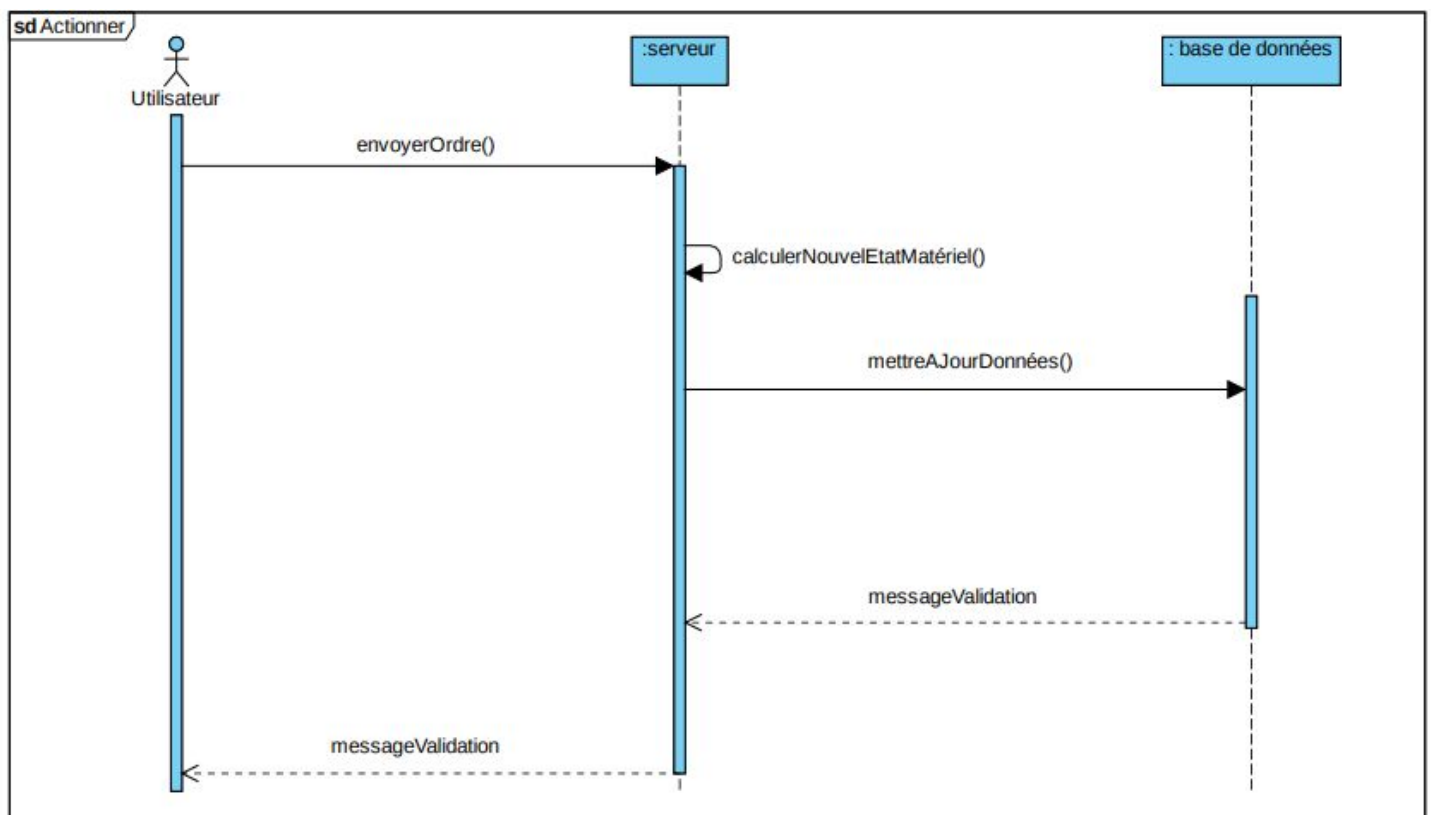 sd Actionner
:serveur
: base de données
Utilisateur
envoyerOrdre()
calculerNouvelEtatMatériel()
mettreAJourDonnées()
messageValidation
messageValidation